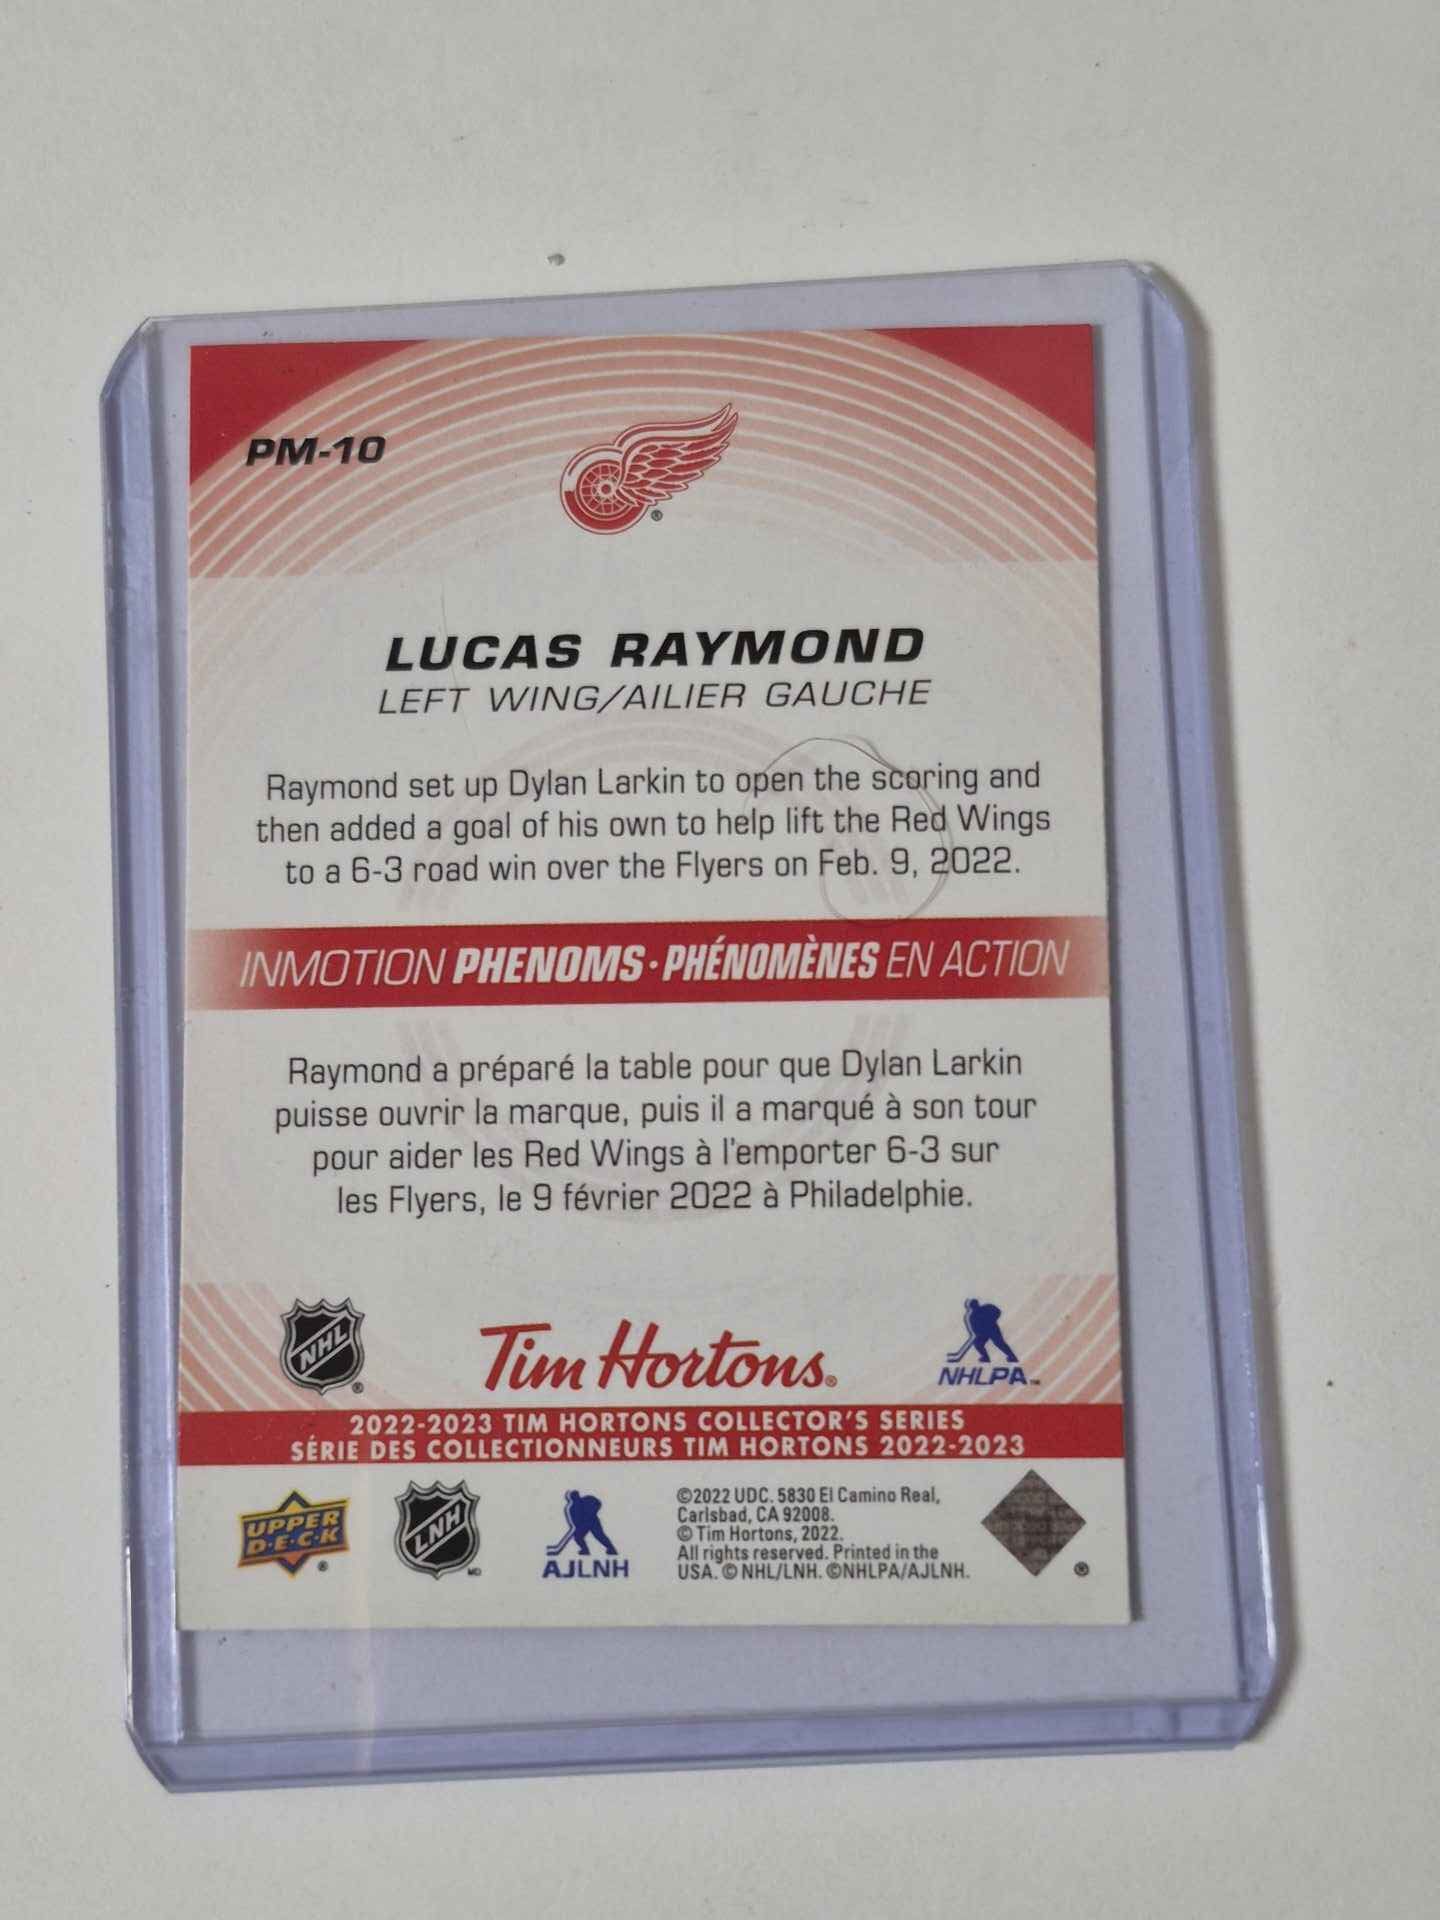 PM-10
LUCAS RAYMOND
LEFT WING/AILIER GAUCHE
Raymond set up Dylan Larkin to open the scoring and
then added a goal of his own to help lift the Red Wings
to a 6-3 road win over the Flyers on Feb. 9, 2022.
INMOTION PHENOMS · PHÉNOMÈNES EN ACTION
Raymond a préparé la table pour que Dylan Larkin
puisse ouvrir la marque, puis il a marqué à son tour
pour aider les Red Wings à l'emporter 6-3 sur
les Flyers, le 9 février 2022 à Philadelphie.
NHL ®
Tim Hortons®
NHLPA™
2022-2023 TIM HORTONS COLLECTOR'S SERIES
SÉRIE DES COLLECTIONNEURS TIM HORTONS 2022-2023
UPPER
D·E·C·K ®
LNH MD
AJLNH
©2022 UDC. 5830 El Camino Real,
Carlsbad, CA 92008.
© Tim Hortons, 2022.
All rights reserved. Printed in the
USA. © NHL/LNH. ©NHLPA/AJLNH.
®